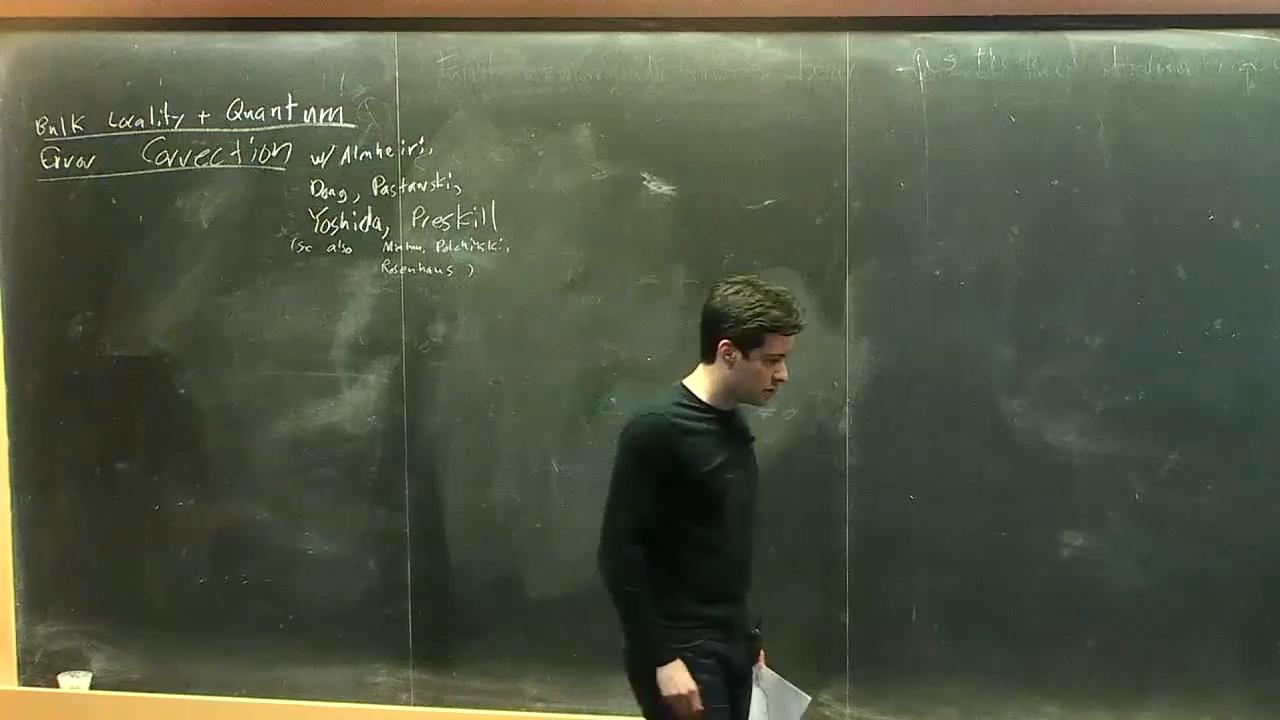 Bulk Locality + Quantum
Error Correction w/ Almheiri,
Dong, Pastawski,
Yoshida, Preskill
(see also Mintun, Polchinski,
Rosenhaus)